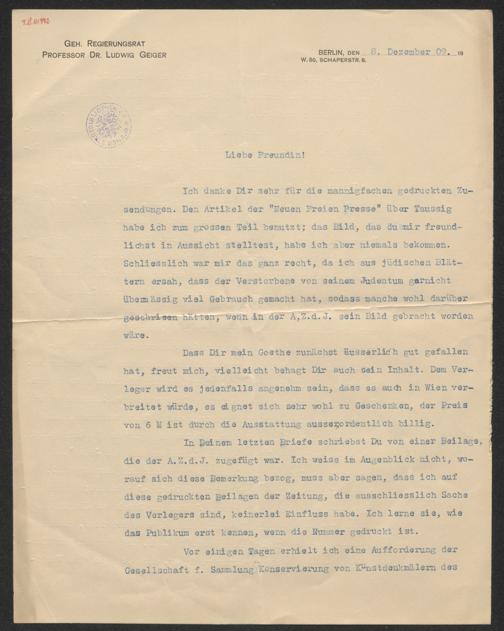 GEH. REGIERUNGSRAT
PROFESSOR DR. LUDWIG GEIGER
BERLIN, DEN 8. Dezember 09. 19
W. 50, SCHAPERSTR. 8.
Liebe Freundin!
Ich danke Dir sehr für die mannigfachen gedruckten Zu-
sendungen. Den Artikel der "Neuen Freien Presse" über Taussig
habe ich zum grossen Teil benutzt; das Bild, das du mir freund-
lichst in Aussicht stelltest, habe ich aber niemals bekommen.
Schliesslich war mir das ganz recht, da ich aus jüdischen Blät-
tern ersah, dass der Verstorbene von seinem Judentum garnicht
übermässig viel Gebrauch gemacht hat, sodass manche wohl darüber
geschrieen hätten, wenn in der A.Z.d.J. sein Bild gebracht worden
wäre.
Dass Dir mein Goethe zunächst äusserlich gut gefallen
hat, freut mich, vielleicht behagt Dir auch sein Inhalt. Dem Ver-
leger wird es jedenfalls angenehm sein, dass es auch in Wien ver-
breitet würde, es eignet sich sehr wohl zu Geschenken, der Preis
von 6 M ist durch die Ausstattung ausserordentlich billig.
In Deinem letzten Briefe schriebst Du von einer Beilage,
die der A.Z.d.J. zugefügt war. Ich weiss im Augenblick nicht, wo-
rauf sich diese Bemerkung bezog, muss aber sagen, dass ich auf
diese gedruckten Beilagen der Zeitung, die ausschliesslich Sache
des Verlegers sind, keinerlei Einfluss habe. Ich lerne sie, wie
das Publikum erst kennen, wenn die Nummer gedruckt ist.
Vor einigen Tagen erhielt ich eine Aufforderung der
Gesellschaft f. Sammlung Konservierung von Kunstdenkmälern des